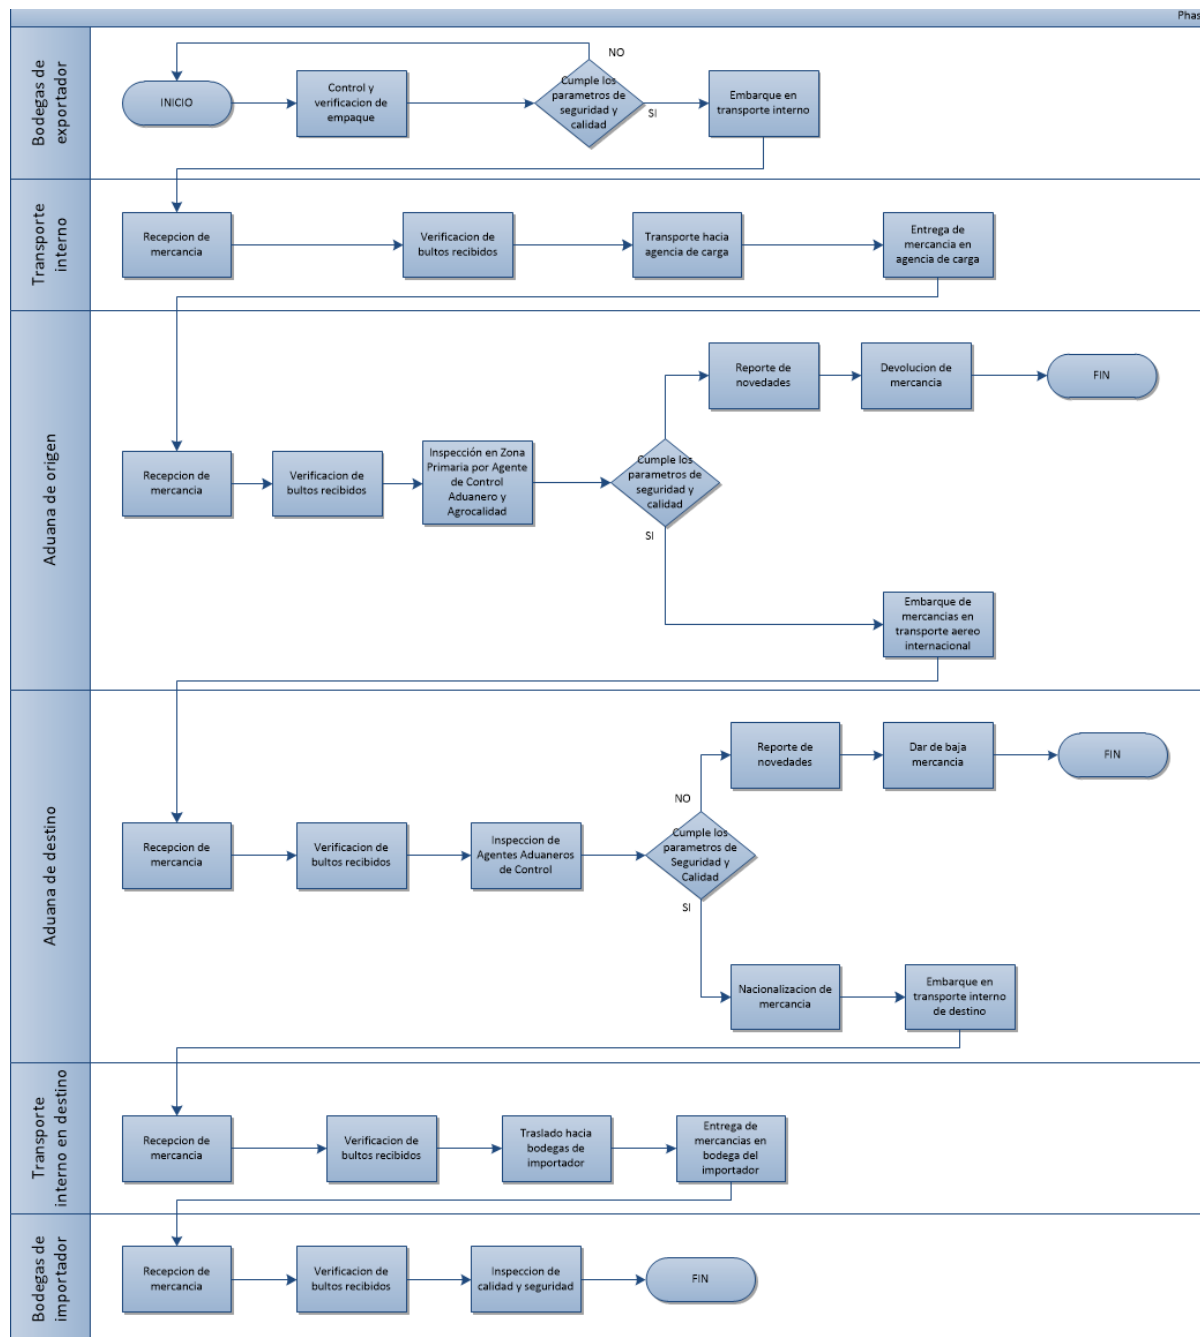 Phas
Bodegas de
exportador
INICIO
Control y
verificacion de
empaque
NO
Cumple los
parametros de
seguridad y
calidad
SI
Embarque en
transporte interno
Transporte
interno
Recepcion de
mercancia
Verificacion de
bultos recibidos
Transporte hacia
agencia de carga
Entrega de
mercancia en
agencia de carga
Aduana de origen
Recepcion de
mercancia
Verificacion de
bultos recibidos
Inspección en Zona
Primaria por Agente
de Control
Aduanero y
Agrocalidad
Cumple los
parametros de
seguridad y
calidad
Reporte de
novedades
Devolucion de
mercancia
FIN
SI
Embarque de
mercancias en
transporte aereo
internacional
Aduana de destino
Recepcion de
mercancia
Verificacion de
bultos recibidos
Inspeccion de
Agentes Aduaneros
de Control
NO
Cumple los
parametros de
Seguridad y
Calidad
Reporte de
novedades
Dar de baja
mercancia
FIN
SI
Nacionalizacion de
mercancia
Embarque en
transporte interno
de destino
Transporte
interno en destino
Recepcion de
mercancia
Verificacion de
bultos recibidos
Traslado hacia
bodegas de
importador
Entrega de
mercancias en
bodega del
importador
Bodegas de
importador
Recepcion de
mercancia
Verificacion de
bultos recibidos
Inspeccion de
calidad y seguridad
FIN